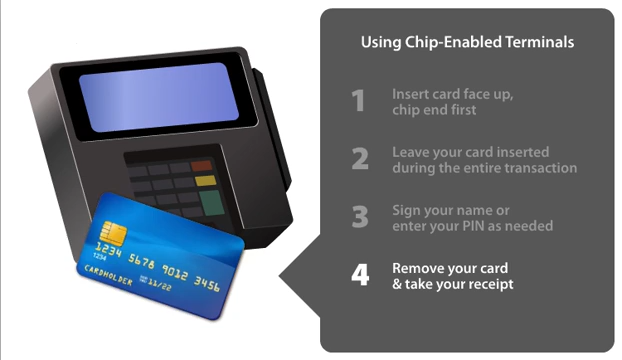 Using Chip-Enabled Terminals
1 Insert card face up,
chip end first
2 Leave your card inserted
during the entire transaction
3 Sign your name or
enter your PIN as needed
4 Remove your card
& take your receipt
1234 5678 9012 3456
1234
11/22
CARDHOLDER